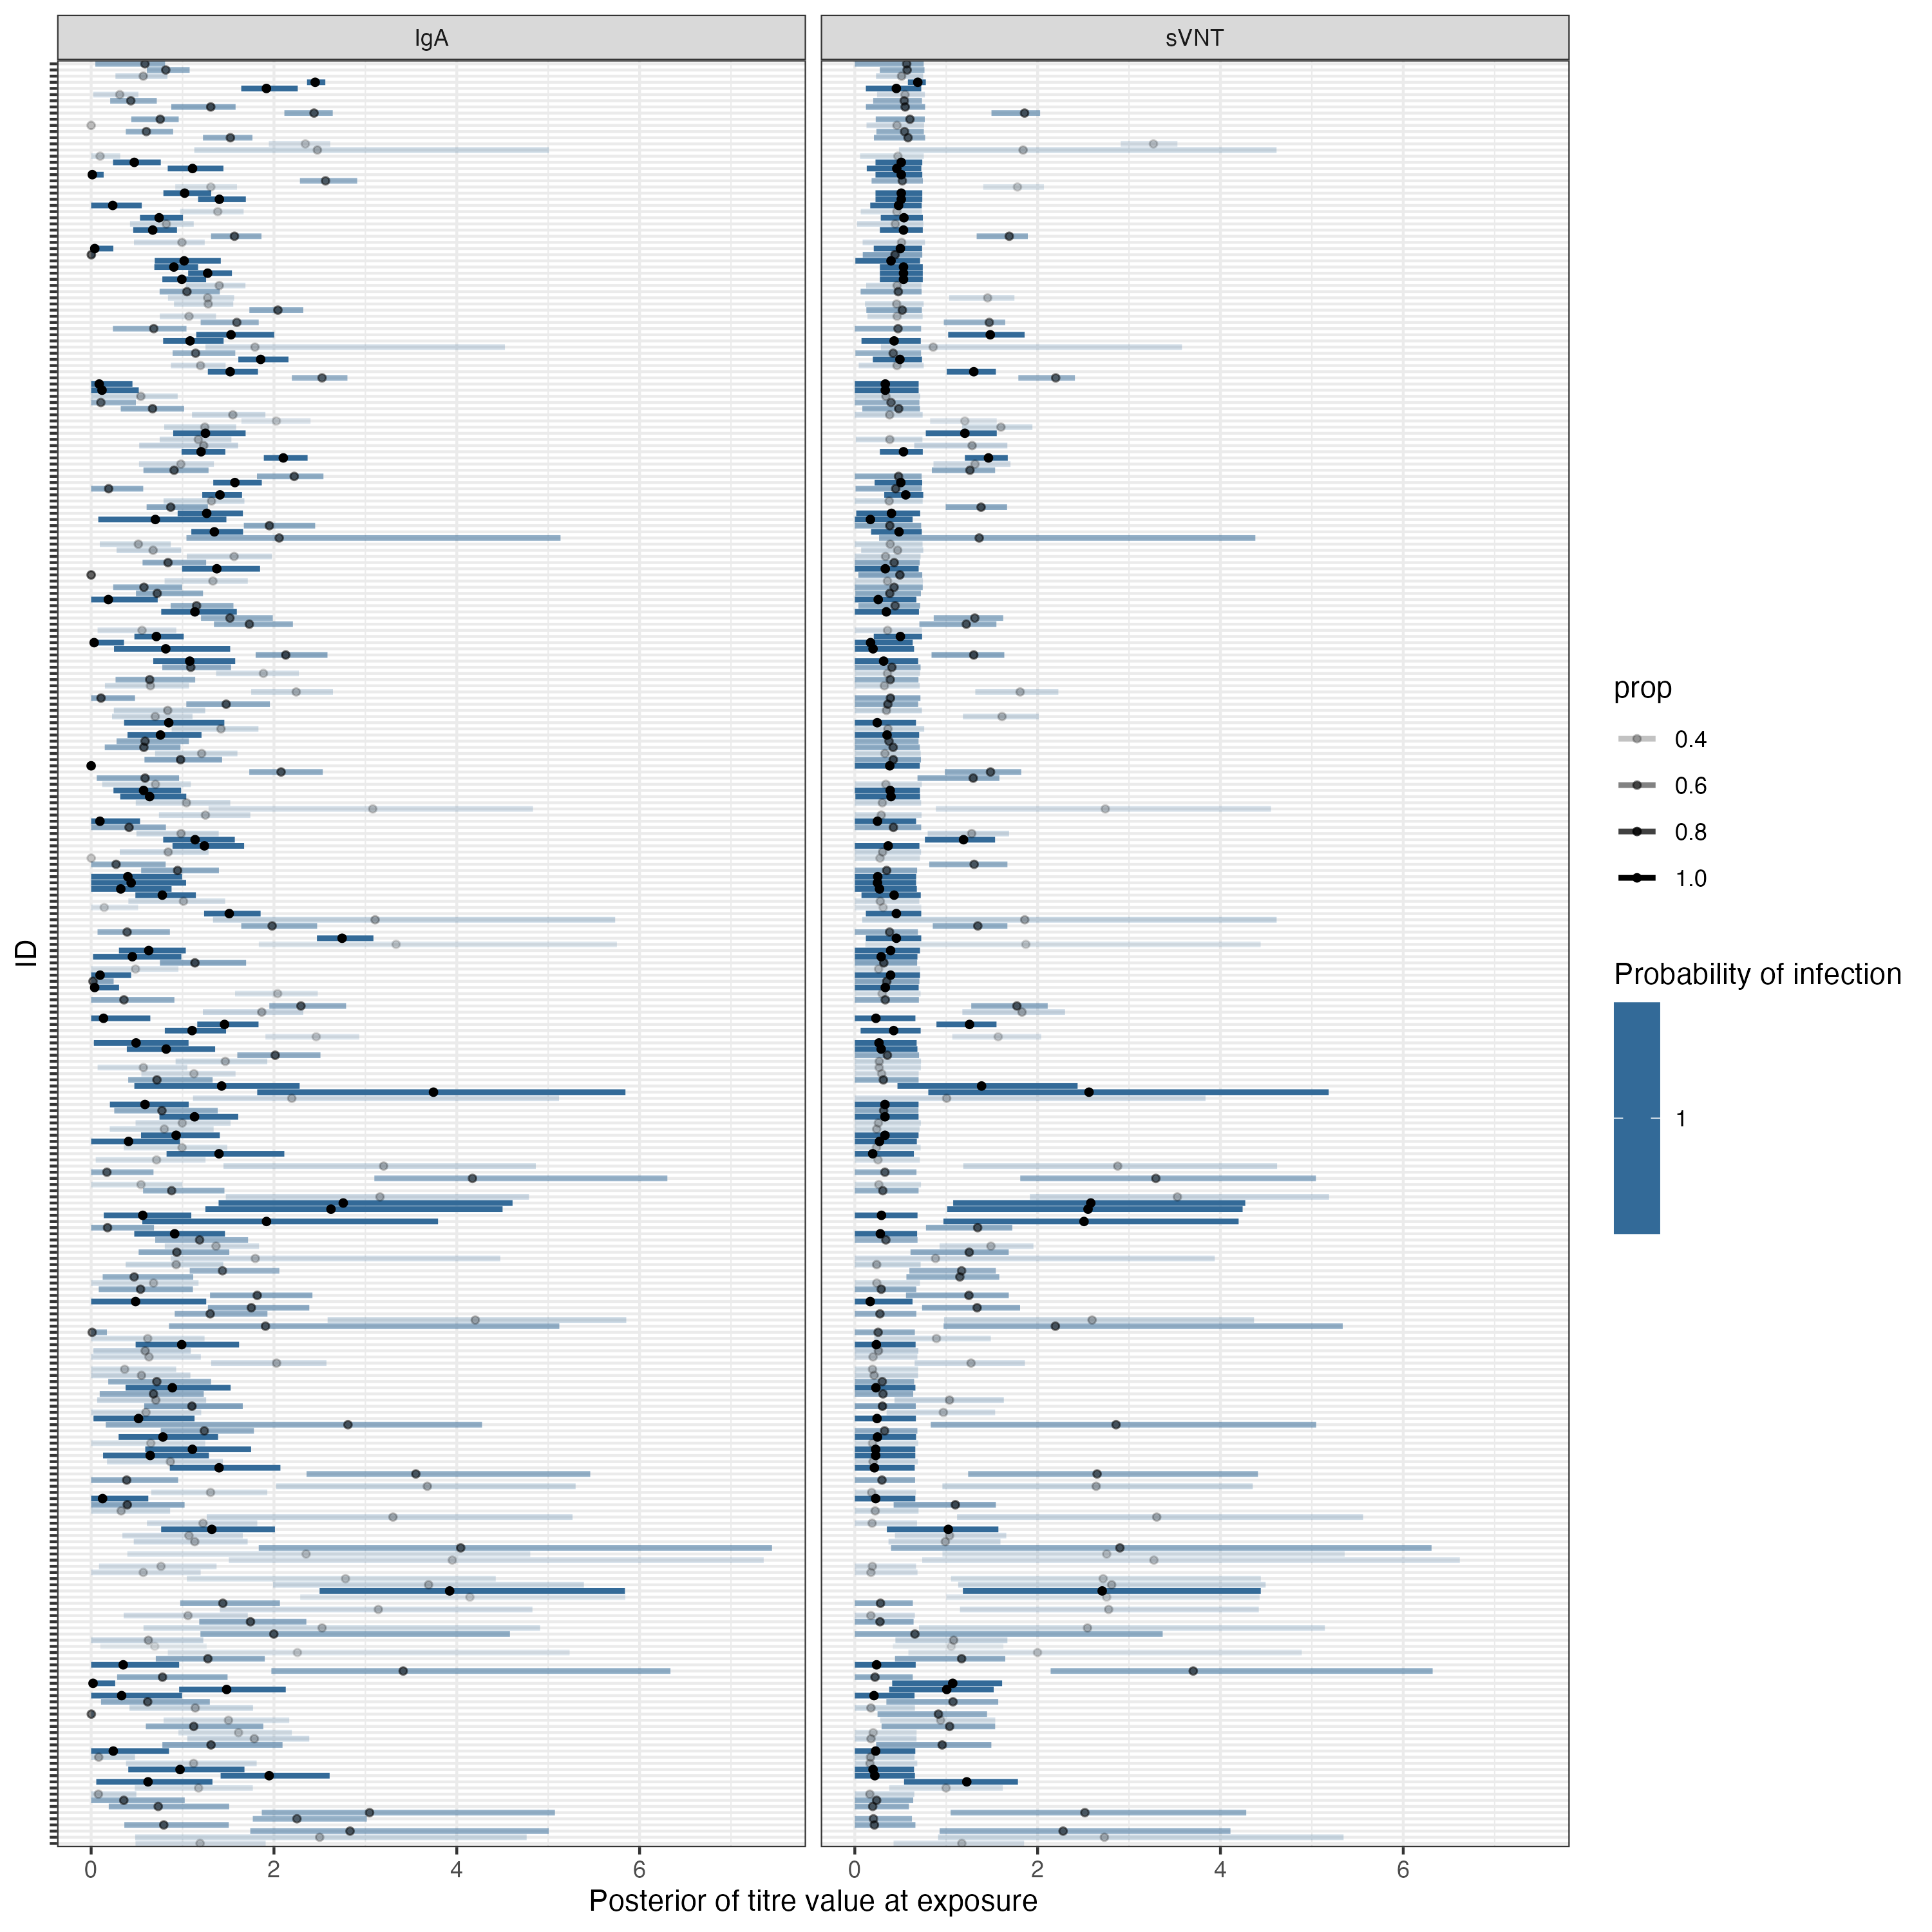 IgA
sVNT
ID
0
2
4
6
0
2
4
6
Posterior of titre value at exposure
prop
0.4
0.6
0.8
1.0
Probability of infection
1